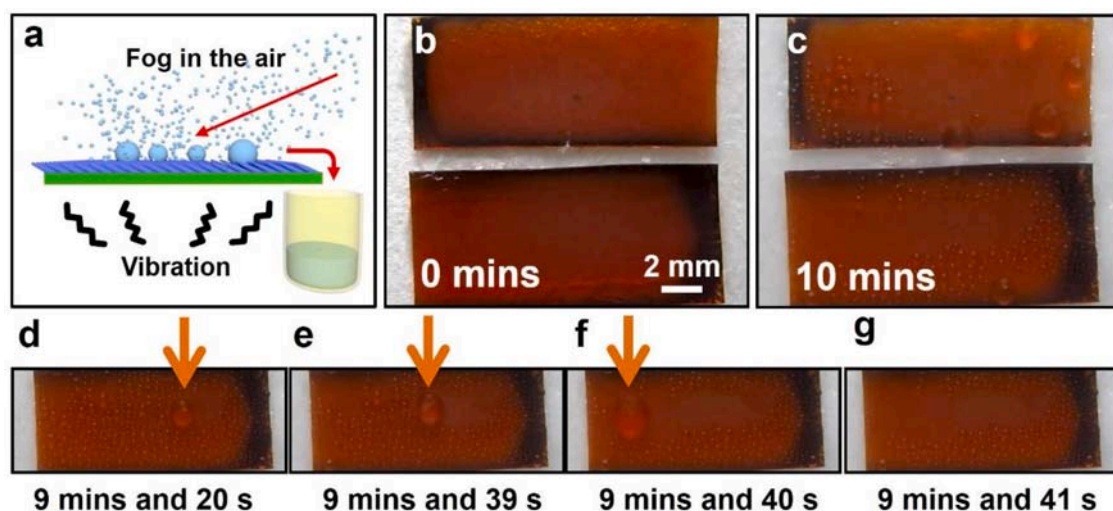 a
Fog in the air
Vibration
b
0 mins
2 mm
c
10 mins
d
9 mins and 20 s
e
9 mins and 39 s
f
9 mins and 40 s
g
9 mins and 41 s